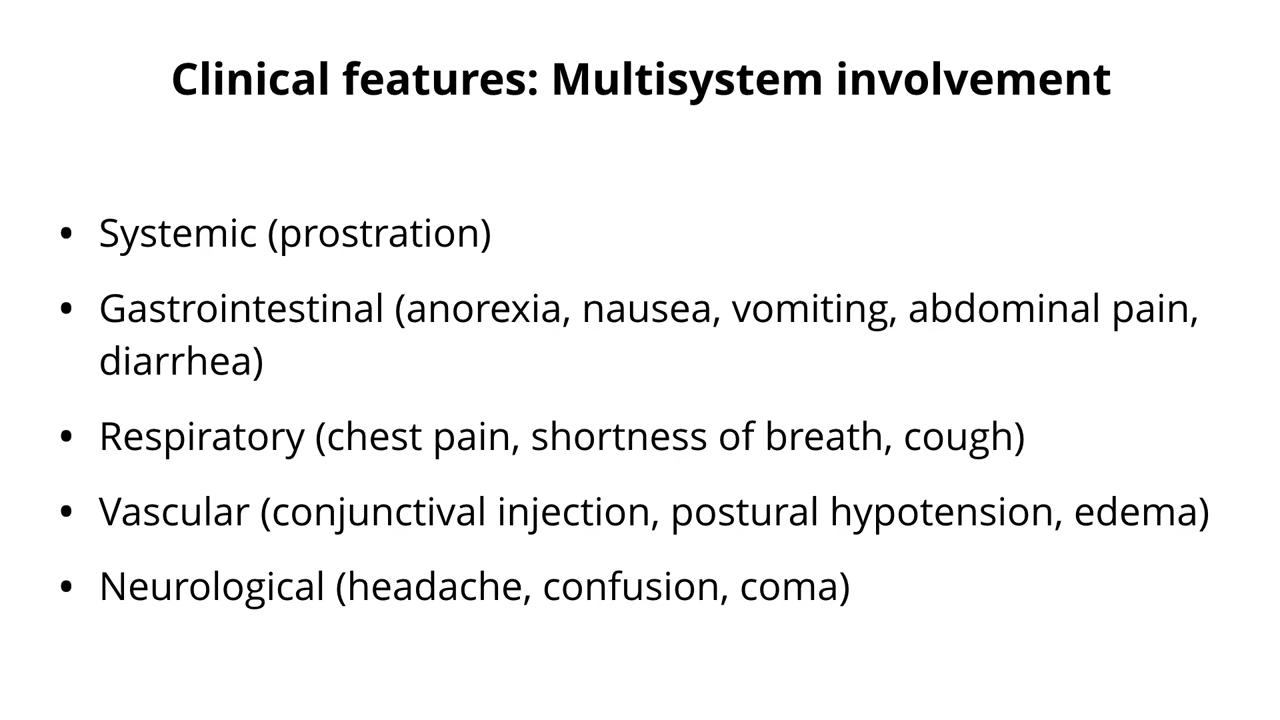 Clinical features: Multisystem involvement
• Systemic (prostration)
• Gastrointestinal (anorexia, nausea, vomiting, abdominal pain,
diarrhea)
• Respiratory (chest pain, shortness of breath, cough)
• Vascular (conjunctival injection, postural hypotension, edema)
• Neurological (headache, confusion, coma)